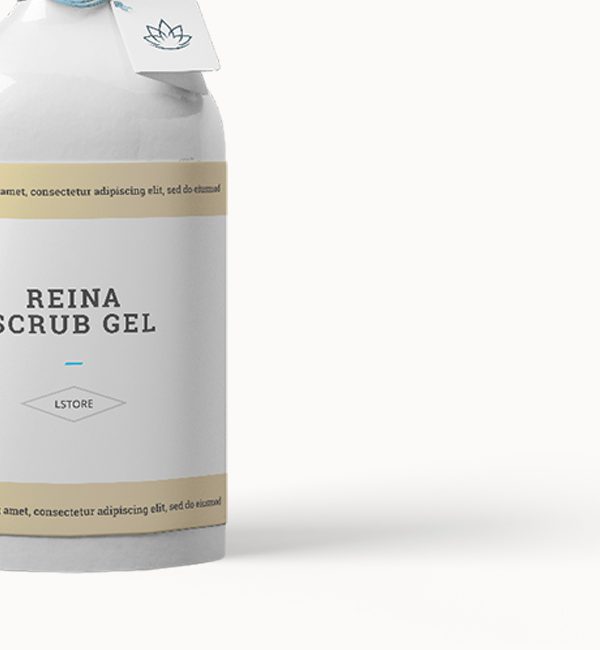 amet, consectetur adipiscing elit, sed do eiusmod
REINA
SCRUB GEL
LSTORE
amet, consectetur adipiscing elit, sed do eiusmod